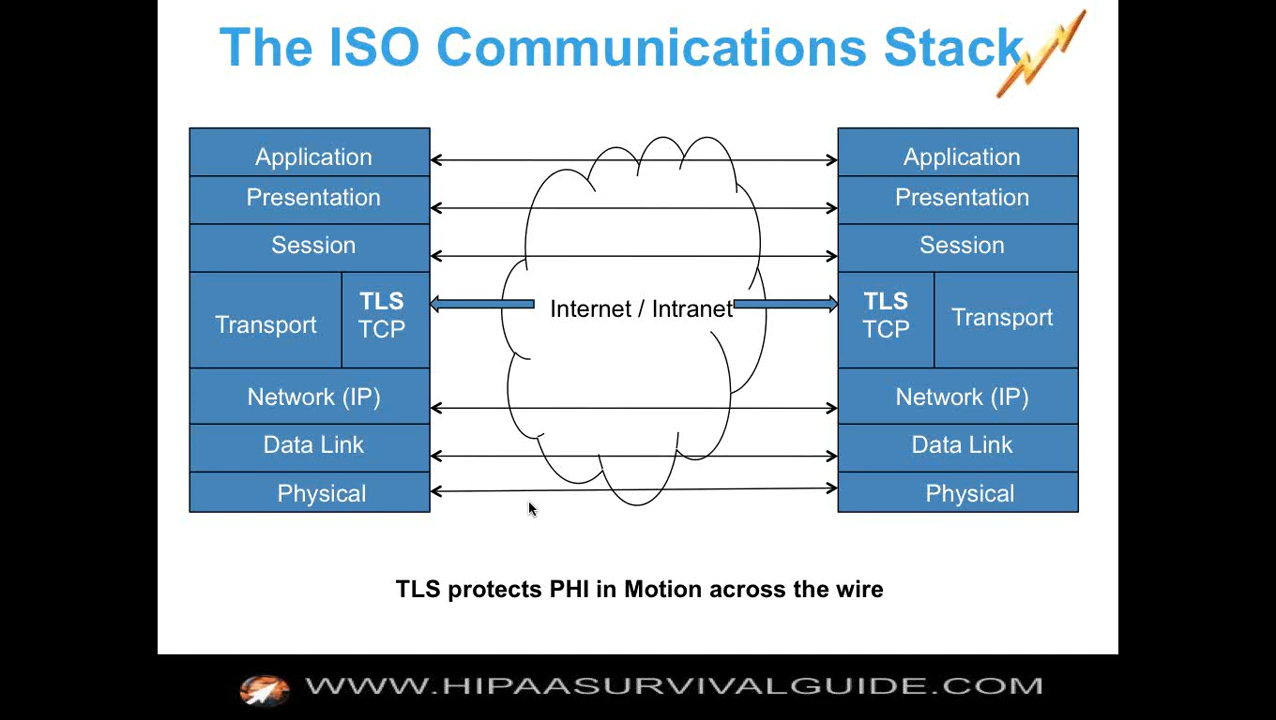 The ISO Communications Stack
Application
Presentation
Session
Transport
TLS
TCP
Network (IP)
Data Link
Physical
Internet / Intranet
Application
Presentation
Session
TLS
TCP
Transport
Network (IP)
Data Link
Physical
TLS protects PHI in Motion across the wire
WWW.HIPAASURVIVALGUIDE.COM